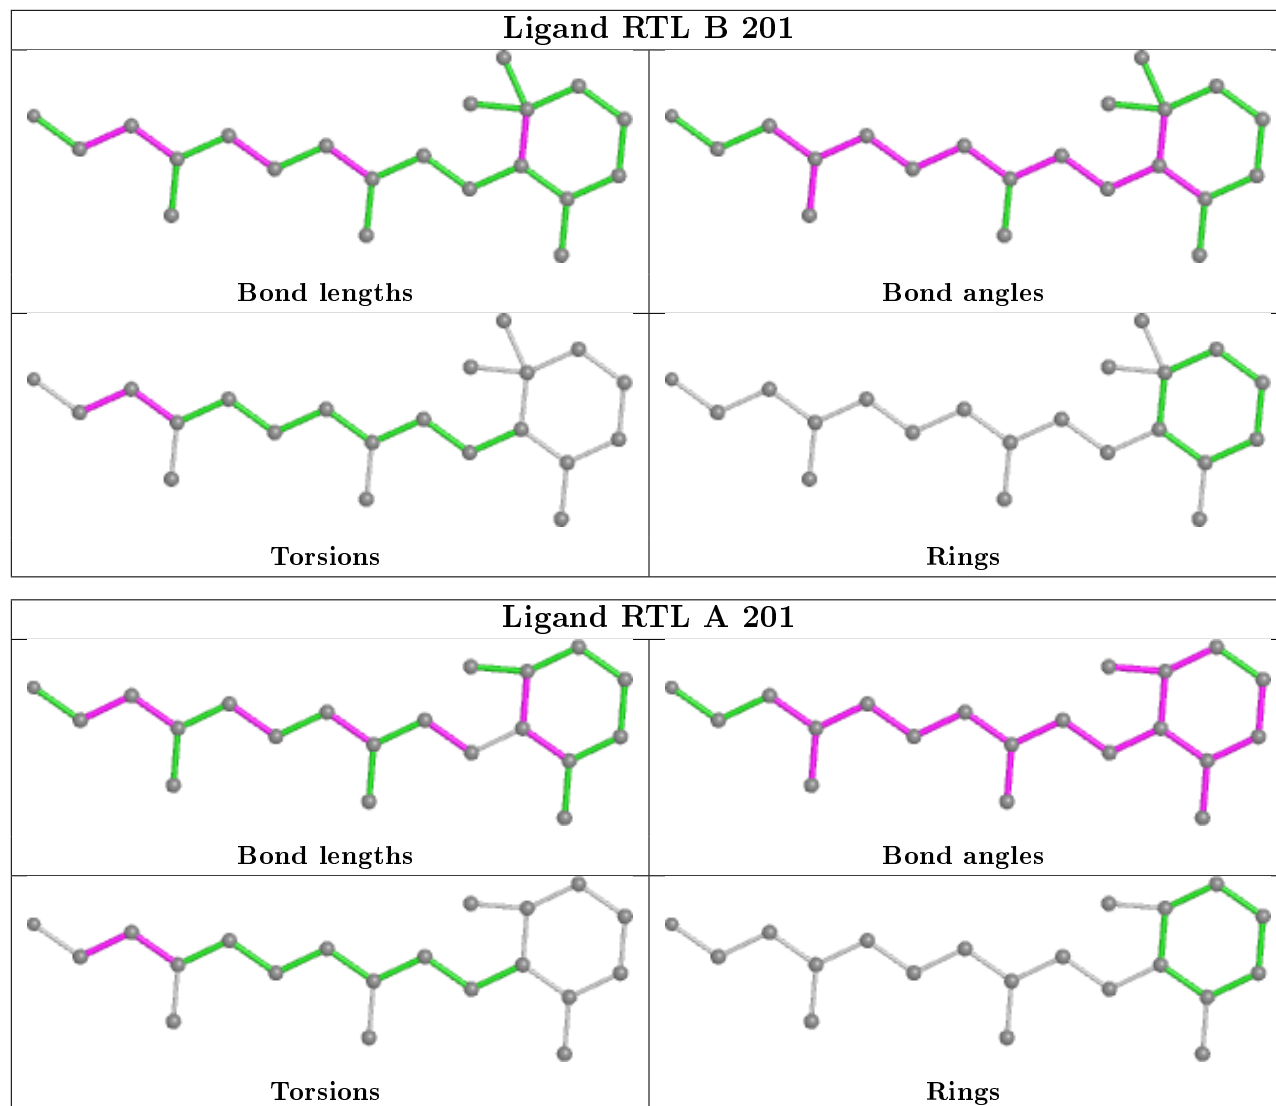 Ligand RTL B 201
Bond lengths
Bond angles
Torsions
Rings
Ligand RTL A 201
Bond lengths
Bond angles
Torsions
Rings